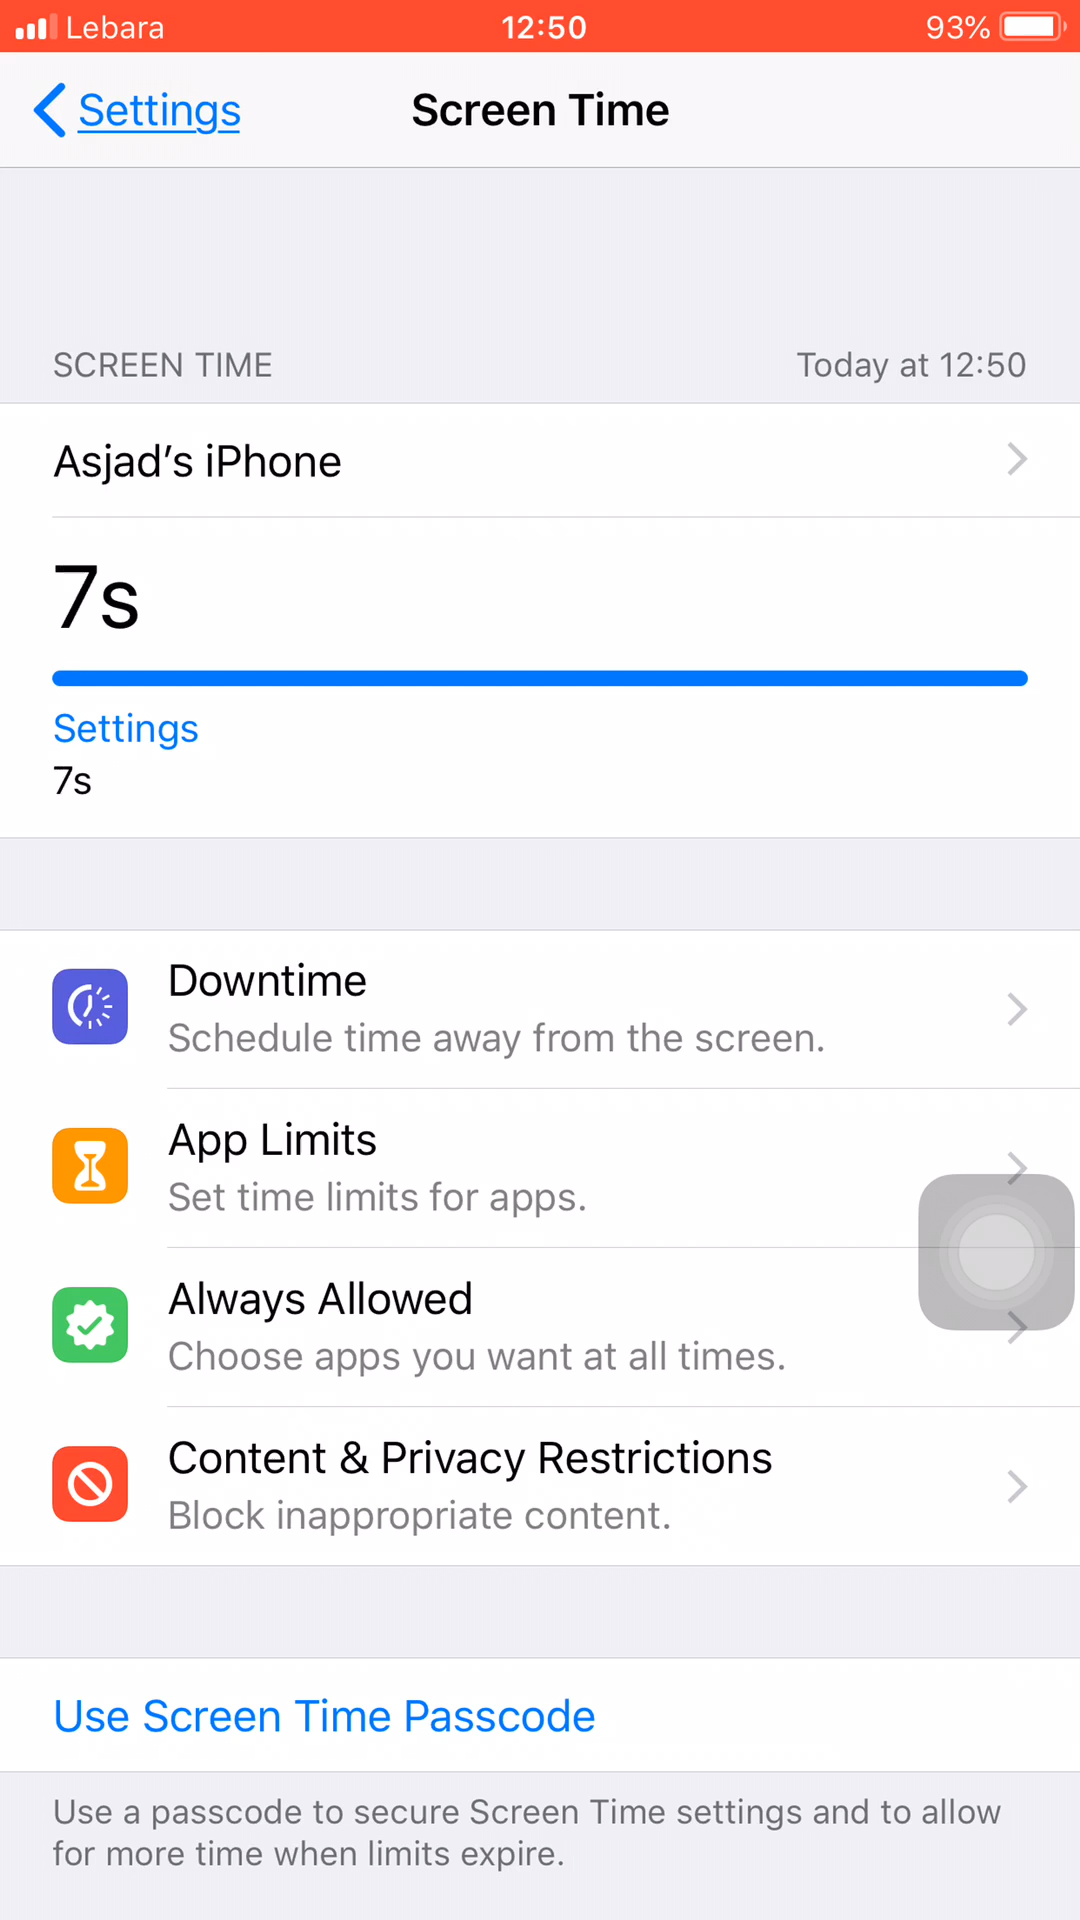 Lebara 12:50 93%
Settings Screen Time
SCREEN TIME Today at 12:50
Asjad’s iPhone
7s
Settings
7s
Downtime
Schedule time away from the screen.
App Limits
Set time limits for apps.
Always Allowed
Choose apps you want at all times.
Content & Privacy Restrictions
Block inappropriate content.
Use Screen Time Passcode
Use a passcode to secure Screen Time settings and to allow
for more time when limits expire.